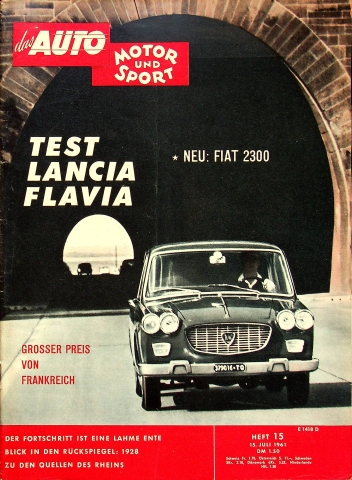 das AUTO
MOTOR
UND
SPORT
TEST
LANCIA
FLAVIA
* NEU: FIAT 2300
GROSSER PREIS
VON
FRANKREICH
379016·TO
E 1418 D
DER FORTSCHRITT IST EINE LAHME ENTE
BLICK IN DEN RÜCKSPIEGEL: 1928
ZU DEN QUELLEN DES RHEINS
HEFT 15
15. JULI 1961
DM 1.50